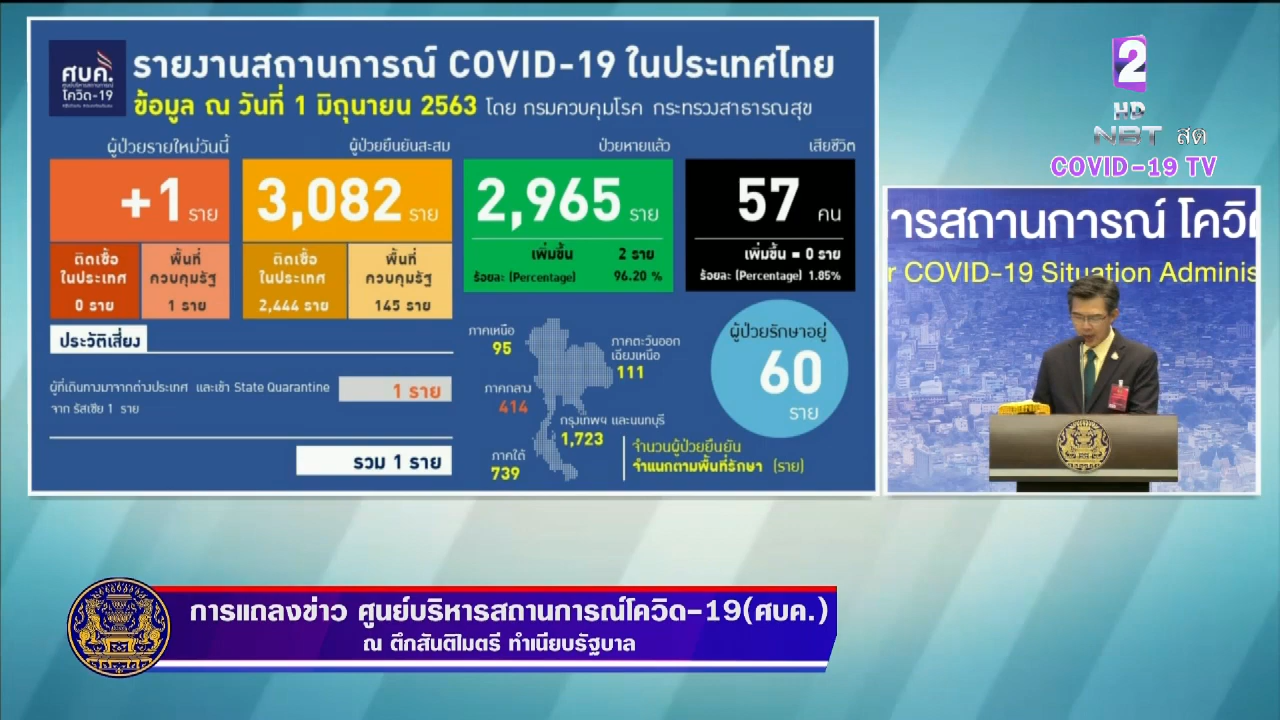 ศบค.
โควิด-19
รายงานสถานการณ์ COVID-19 ในประเทศไทย
ข้อมูล ณ วันที่ 1 มิถุนายน 2563 โดย กรมควบคุมโรค กระทรวงสาธารณสุข
ผู้ป่วยรายใหม่วันนี้
+1 ราย
ติดเชื้อ
ในประเทศ
0 ราย
พื้นที่
ควบคุมรัฐ
1 ราย
ผู้ป่วยยืนยันสะสม
3,082 ราย
ติดเชื้อ
ในประเทศ
2,444 ราย
พื้นที่
ควบคุมรัฐ
145 ราย
ป่วยหายแล้ว
2,965 ราย
เพิ่มขึ้น 2 ราย
ร้อยละ (Percentage) 96.20 %
เสียชีวิต
57 คน
เพิ่มขึ้น = 0 ราย
ร้อยละ (Percentage) 1.85%
ประวัติเสี่ยง
ผู้ที่เดินทางมาจากต่างประเทศ และเข้า State Quarantine 1 ราย
จาก รัสเซีย 1 ราย
รวม 1 ราย
ภาคเหนือ
95
ภาคตะวันออก
เฉียงเหนือ
111
ภาคกลาง
414
กรุงเทพฯ และนนทบุรี
1,723
ภาคใต้
739
จำนวนผู้ป่วยยืนยัน
จำแนกตามพื้นที่รักษา (ราย)
ผู้ป่วยรักษาอยู่
60
ราย
2
HD
NBT สด
COVID-19 TV
ารสถานการณ์ โควิด
r COVID-19 Situation Adminis
การแถลงข่าว ศูนย์บริหารสถานการณ์โควิด-19(ศบค.)
ณ ตึกสันติไมตรี ทำเนียบรัฐบาล